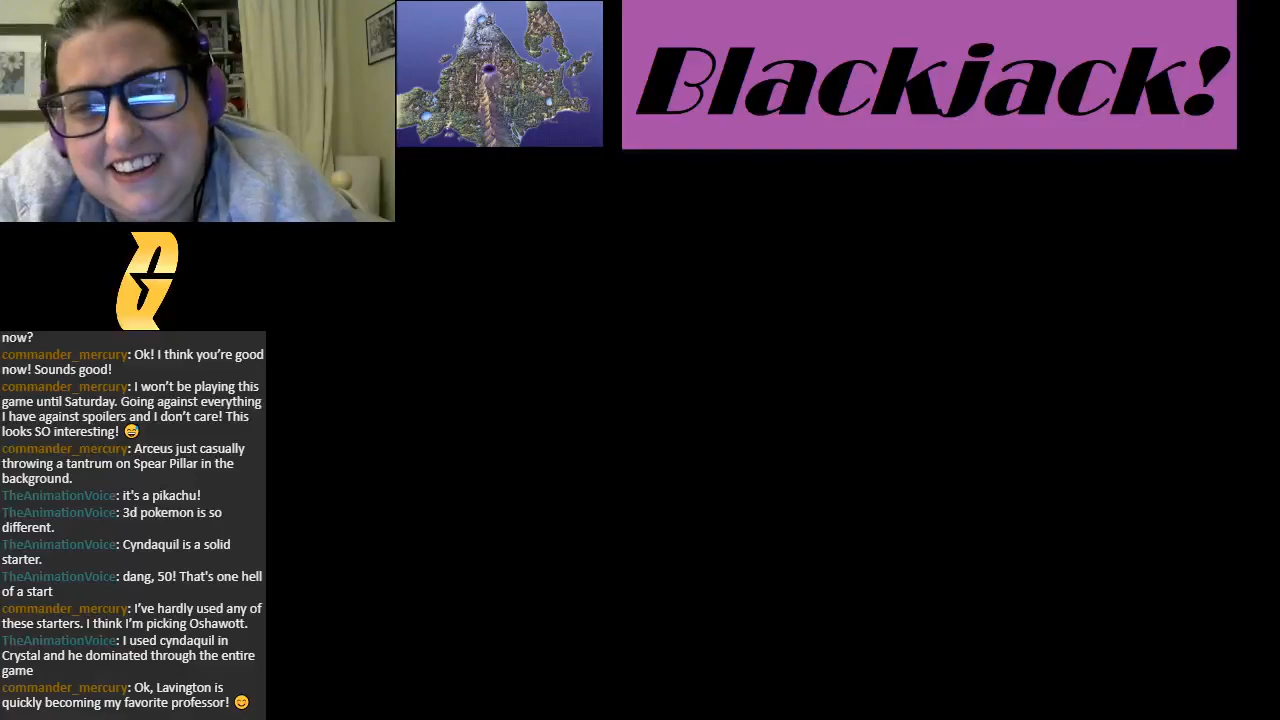 Blackjack!
now?
commander_mercury: Ok! I think you're good
now! Sounds good!
commander_mercury: I won't be playing this
game until Saturday. Going against everything
I have against spoilers and I don't care! This
looks SO interesting! 😅
commander_mercury: Arceus just casually
throwing a tantrum on Spear Pillar in the
background.
TheAnimationVoice: it's a pikachu!
TheAnimationVoice: 3d pokemon is so
different.
TheAnimationVoice: Cyndaquil is a solid
starter.
TheAnimationVoice: dang, 50! That's one hell
of a start
commander_mercury: I've hardly used any of
these starters. I think I'm picking Oshawott.
TheAnimationVoice: I used cyndaquil in
Crystal and he dominated through the entire
game
commander_mercury: Ok, Lavington is
quickly becoming my favorite professor! 😊